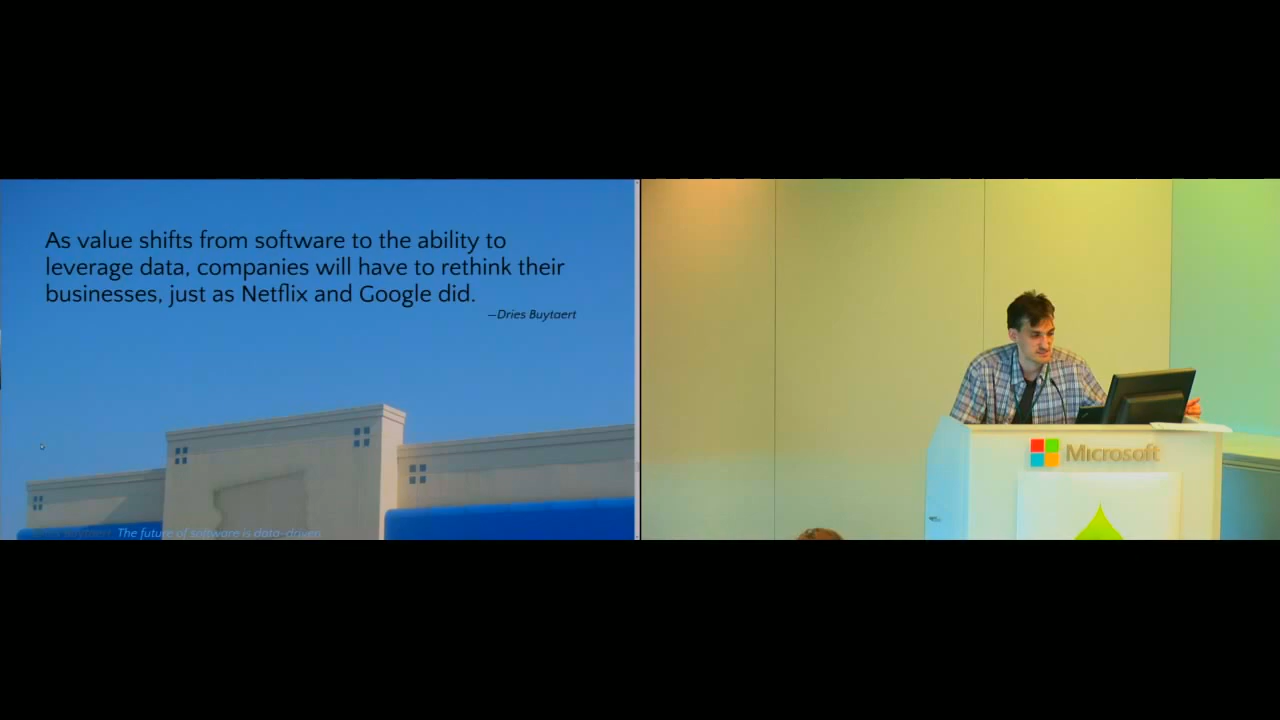 As value shifts from software to the ability to
leverage data, companies will have to rethink their
businesses, just as Netflix and Google did.
—Dries Buytaert
The future of software is data-driven
Microsoft